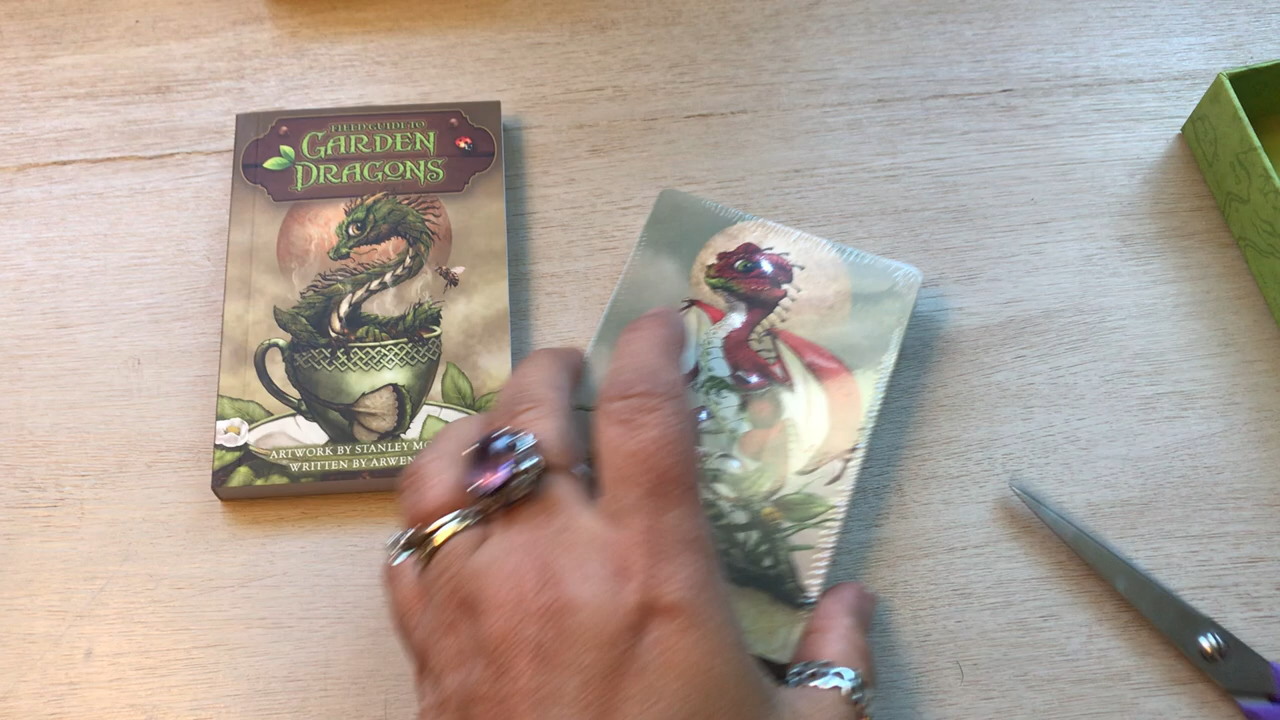 FIELD GUIDE TO
GARDEN
DRAGONS
ARTWORK BY STANLEY
WRITTEN BY ARWEN